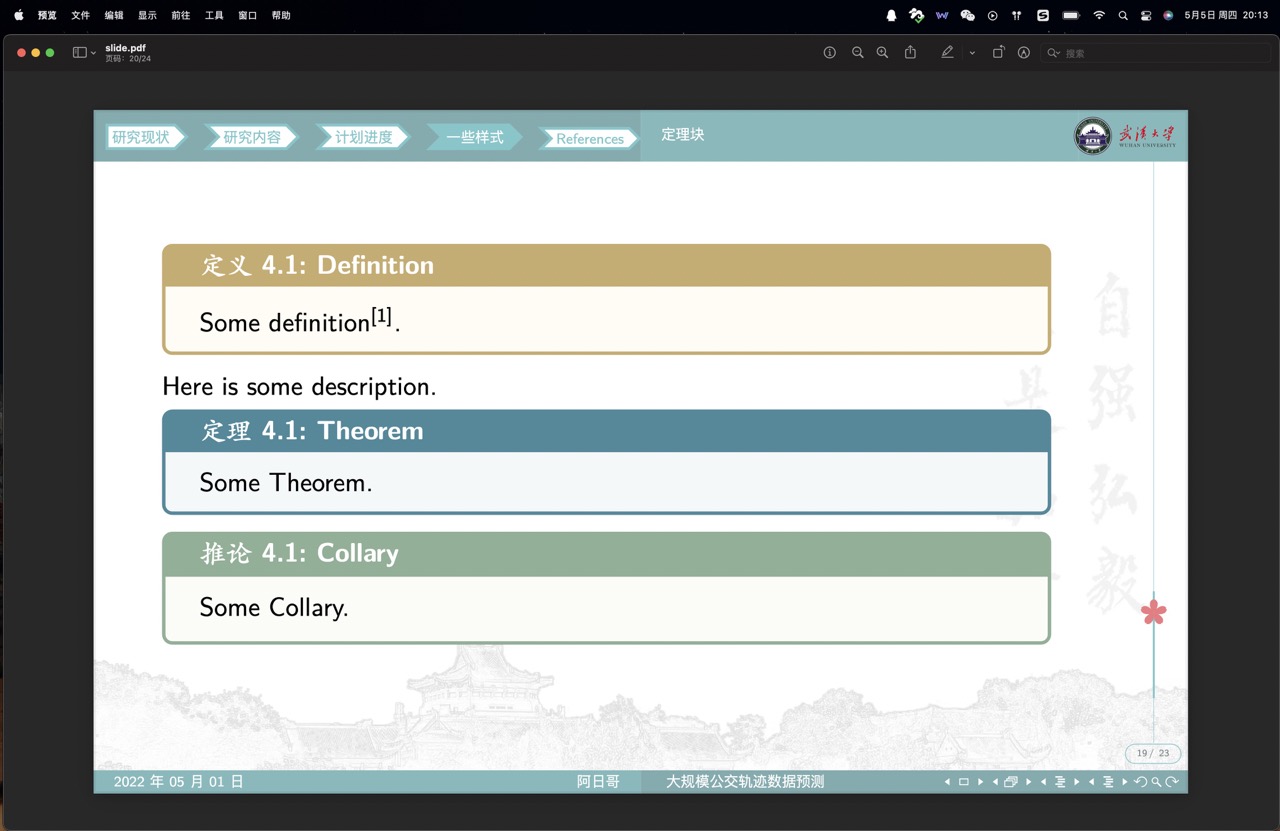 预览 文件 编辑 显示 前往 工具 窗口 帮助 5月5日 周四 20:13
slide.pdf
页码：20/24
搜索
研究现状 研究内容 计划进度 一些样式 References 定理块
武汉大学
WUHAN UNIVERSITY
定义 4.1: Definition
Some definition[1].
Here is some description.
定理 4.1: Theorem
Some Theorem.
推论 4.1: Collary
Some Collary.
自强弘毅
19 / 23
2022 年 05 月 01 日 阿日哥 大规模公交轨迹数据预测